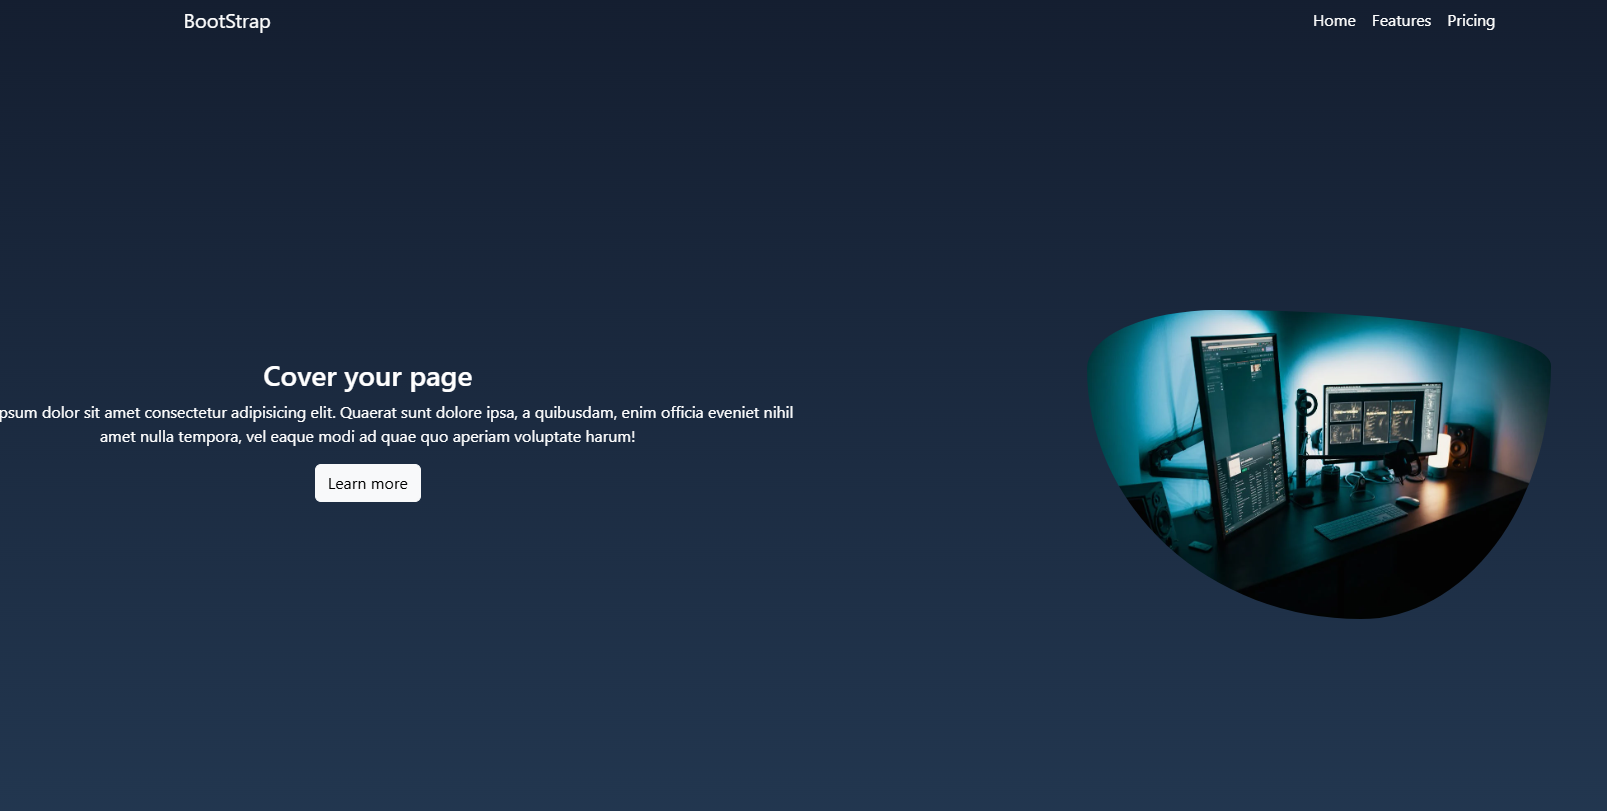 BootStrap
Home Features Pricing
Cover your page
psum dolor sit amet consectetur adipisicing elit. Quaerat sunt dolore ipsa, a quibusdam, enim officia eveniet nihil
amet nulla tempora, vel eaque modi ad quae quo aperiam voluptate harum!
Learn more